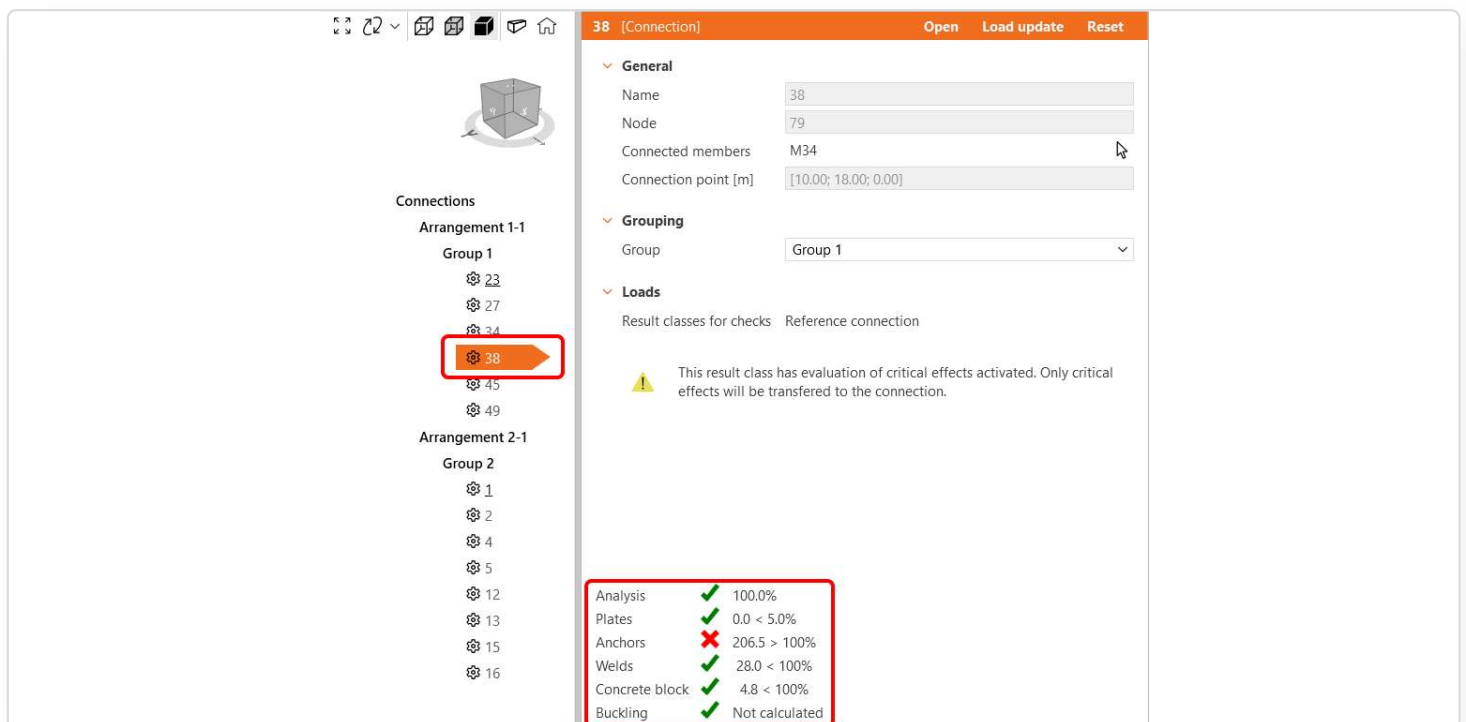 38 [Connection] Open Load update Reset
General
Name 38
Node 79
Connected members M34
Connection point [m] [10.00; 18.00; 0.00]
Grouping
Group Group 1
Loads
Result classes for checks Reference connection
This result class has evaluation of critical effects activated. Only critical
effects will be transfered to the connection.
Connections
Arrangement 1-1
Group 1
23
27
34
38
45
49
Arrangement 2-1
Group 2
1
2
4
5
12
13
15
16
Analysis 100.0%
Plates 0.0 < 5.0%
Anchors 206.5 > 100%
Welds 28.0 < 100%
Concrete block 4.8 < 100%
Buckling Not calculated